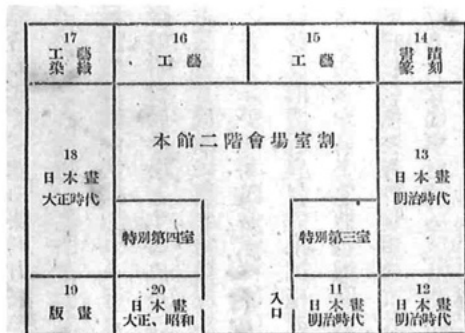 17
工藝
染織
16
工藝
15
工藝
14
書蹟
篆刻
本館二階會場室割
18
日本畫
大正時代
13
日本畫
明治時代
特別第四室
特別第三室
19
版畫
20
日本畫
大正、昭和
入口
11
日本畫
明治時代
12
日本畫
明治時代